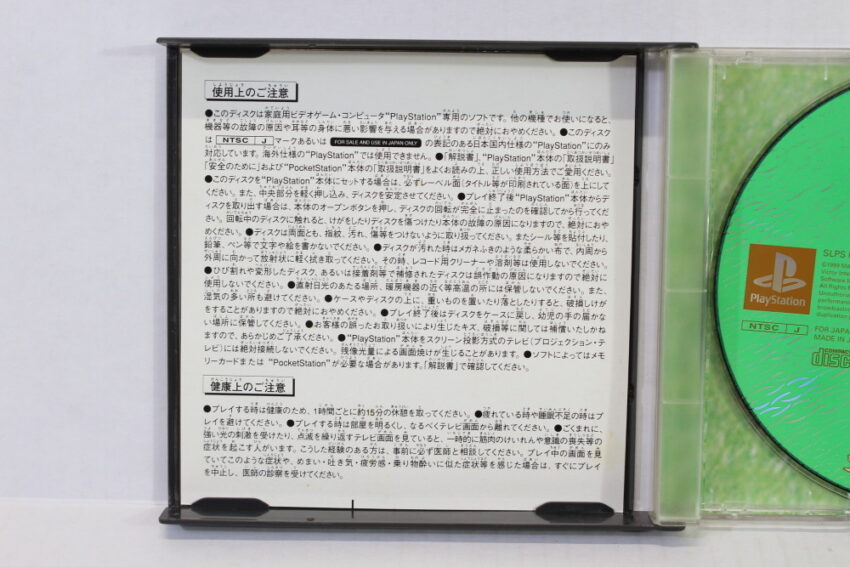 使用上のご注意
●このディスクは家庭用ビデオゲーム・コンピュータ“PlayStation”専用のソフトです。他の機種でお使いになると、
機器等の故障の原因や耳等の身体に悪い影響を与える場合がありますので絶対におやめください。●このディスク
は NTSC J マークあるいは FOR SALE AND USE IN JAPAN ONLY の表記のある日本国内仕様の“PlayStation”にのみ
対応しています。海外仕様の“PlayStation”では使用できません。●「解説書」、“PlayStation”本体の「取扱説明書」
「安全のために」および“PocketStation”本体の「取扱説明書」をよくお読みの上、正しい使用方法でご愛用ください。
●このディスクを“PlayStation”本体にセットする場合は、必ずレーベル面(タイトル等が印刷されている面)を上にして
ください。また、中央部分を軽く押し込み、ディスクを安定させてください。●プレイ終了後“PlayStation”本体からデ
ィスクを取り出す場合は、本体のオープンボタンを押し、ディスクの回転が完全に止まったのを確認してから行ってくだ
さい。回転中のディスクに触れると、けがをしたりディスクを傷つけたり本体の故障の原因になりますので、絶対におや
めください。●ディスクは両面とも、指紋、汚れ、傷等をつけないように取り扱ってください。またシール等を貼付したり、
鉛筆、ペン等で文字や絵を書かないでください。●ディスクが汚れた時はメガネふきのような柔らかい布で、内周から
外周に向かって放射状に軽く拭き取ってください。その時、レコード用クリーナーや溶剤等は使用しないでください。
●ひび割れや変形したディスク、あるいは接着剤等で補修されたディスクは誤作動の原因になりますので絶対に
使用しないでください。●直射日光のあたる場所、暖房器具の近く等高温の所には保管しないでください。また、
湿気の多い所も避けてください。●ケースやディスクの上に、重いものを置いたり落としたりすると、破損しけが
をすることがありますので絶対におやめください。●プレイ終了後はディスクをケースに戻し、幼児の手の届かな
い場所に保管してください。●お客様の誤ったお取り扱いにより生じたキズ、破損等に関しては補償いたしかね
ますので、あらかじめご了承ください。●“PlayStation”本体をスクリーン投影方式のテレビ(プロジェクション・テ
レビ)には絶対接続しないでください。残像光量による画面焼けが生じることがあります。●ソフトによってはメモ
リーカードまたは“PocketStation”が必要な場合があります。「解説書」で確認してください。
健康上のご注意
●プレイする時は健康のため、1時間ごとに約15分の休憩を取ってください。●疲れている時や睡眠不足の時はプレ
イを避けてください。●プレイする時は部屋を明るくし、なるべくテレビ画面から離れてください。●ごくまれに、
強い光の刺激を受けたり、点滅を繰り返すテレビ画面を見ていると、一時的に筋肉のけいれんや意識の喪失等の
症状を起こす人がいます。こうした経験のある方は、事前に必ず医師と相談してください。プレイ中の画面を見
ていてこのような症状や、めまい・吐き気・疲労感・乗り物酔いに似た症状等を感じた場合は、すぐにプレイ
を中止し、医師の診察を受けてください。
PlayStation
NTSC J
SLPS
FOR JAPA
MADE IN J